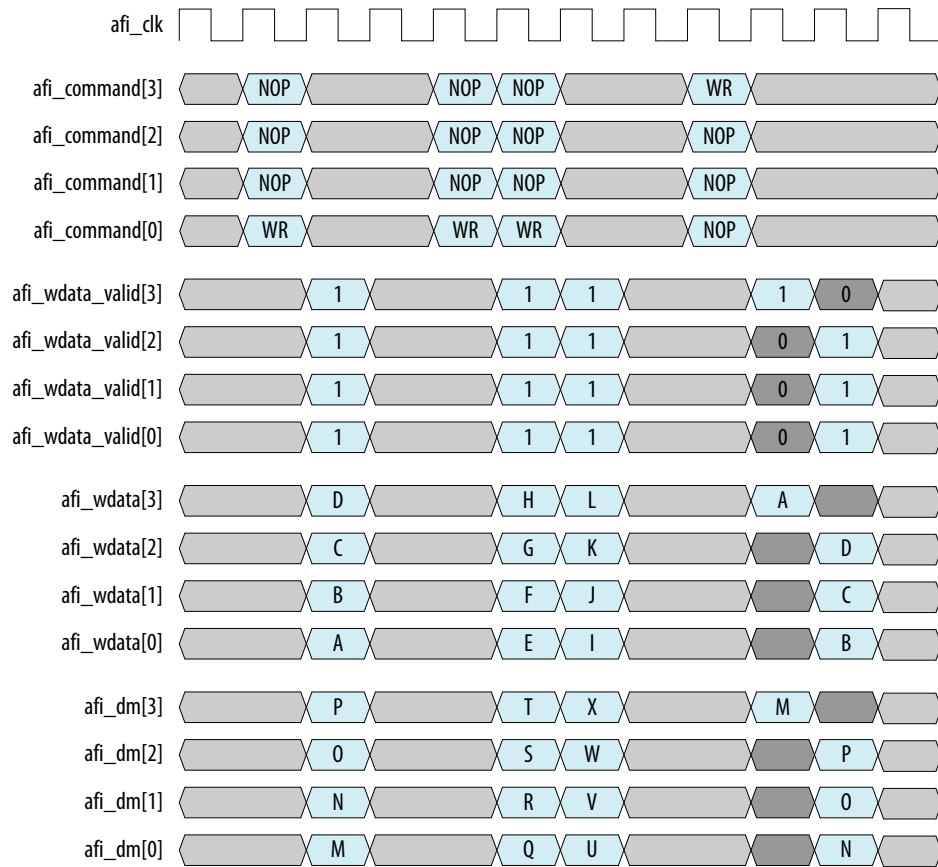 afi_clk
afi_command[3] NOP NOP NOP WR
afi_command[2] NOP NOP NOP NOP
afi_command[1] NOP NOP NOP NOP
afi_command[0] WR WR WR NOP
afi_wdata_valid[3] 1 1 1 1 0
afi_wdata_valid[2] 1 1 1 0 1
afi_wdata_valid[1] 1 1 1 0 1
afi_wdata_valid[0] 1 1 1 0 1
afi_wdata[3] D H L A
afi_wdata[2] C G K D
afi_wdata[1] B F J C
afi_wdata[0] A E I B
afi_dm[3] P T X M
afi_dm[2] O S W P
afi_dm[1] N R V O
afi_dm[0] M Q U N